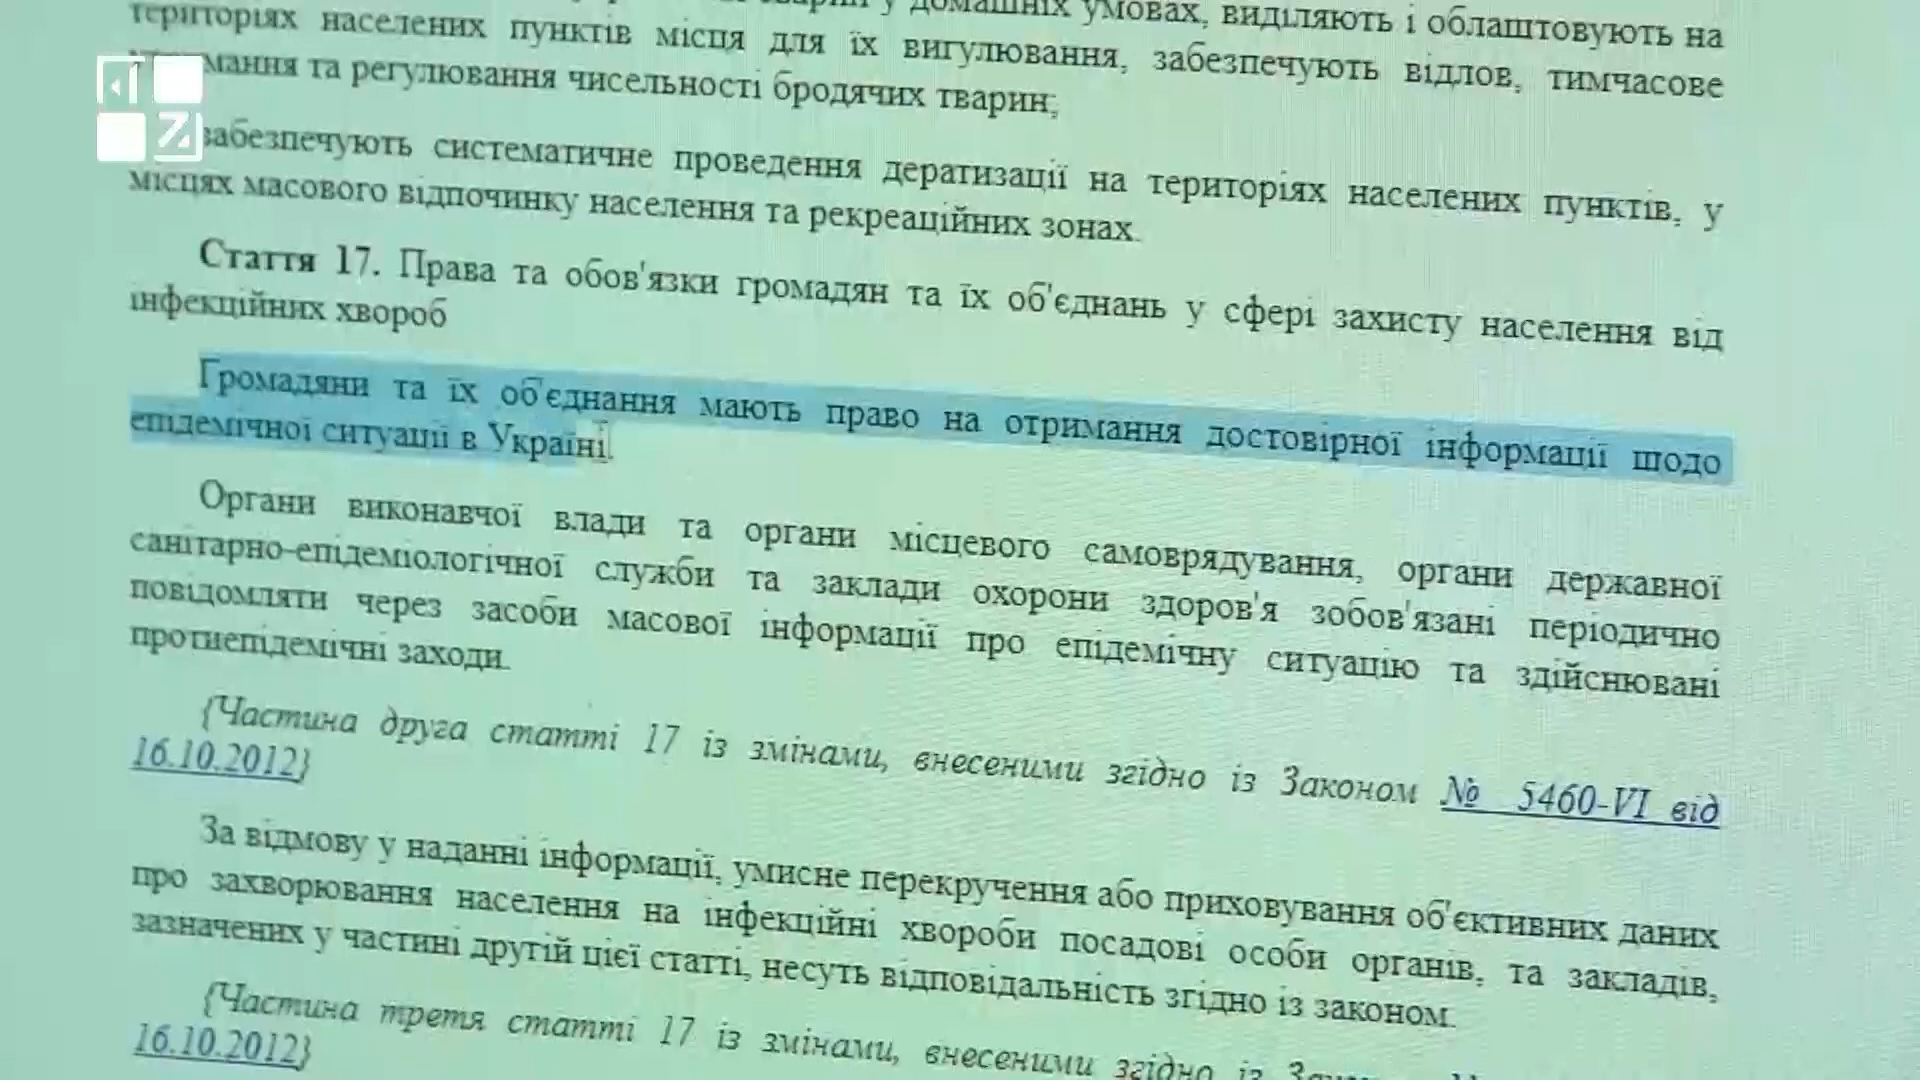 у домашніх умовах, виділяють і облаштовують на
територіях населених пунктів місця для їх вигулювання, забезпечують відлов, тимчасове
та регулювання чисельності бродячих тварин;
забезпечують систематичне проведення дератизації на територіях населених пунктів, у
місцях масового відпочинку населення та рекреаційних зонах.
Стаття 17. Права та обов'язки громадян та їх об'єднань у сфері захисту населення від
інфекційних хвороб
Громадяни та їх об'єднання мають право на отримання достовірної інформації щодо
епідемічної ситуації в Україні.
Органи виконавчої влади та органи місцевого самоврядування, органи державної
санітарно-епідеміологічної служби та заклади охорони здоров'я зобов'язані періодично
повідомляти через засоби масової інформації про епідемічну ситуацію та здійснювані
протиепідемічні заходи.
{Частина друга статті 17 із змінами, внесеними згідно із Законом № 5460-VI від
16.10.2012}
За відмову у наданні інформації, умисне перекручення або приховування об'єктивних даних
про захворювання населення на інфекційні хвороби посадові особи органів, та закладів,
зазначених у частині другій цієї статті, несуть відповідальність згідно із законом.
{Частина третя статті 17 із змінами, внесеними згідно із
16.10.2012}